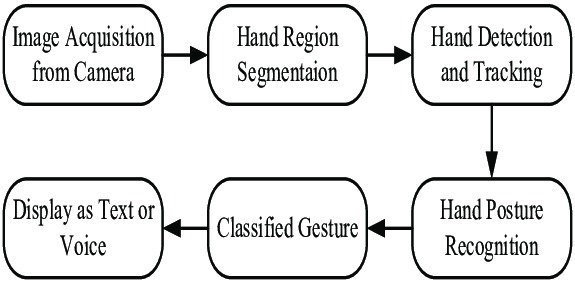 Image Acquisition
from Camera
Hand Region
Segmentaion
Hand Detection
and Tracking
Hand Posture
Recognition
Classified Gesture
Display as Text or
Voice